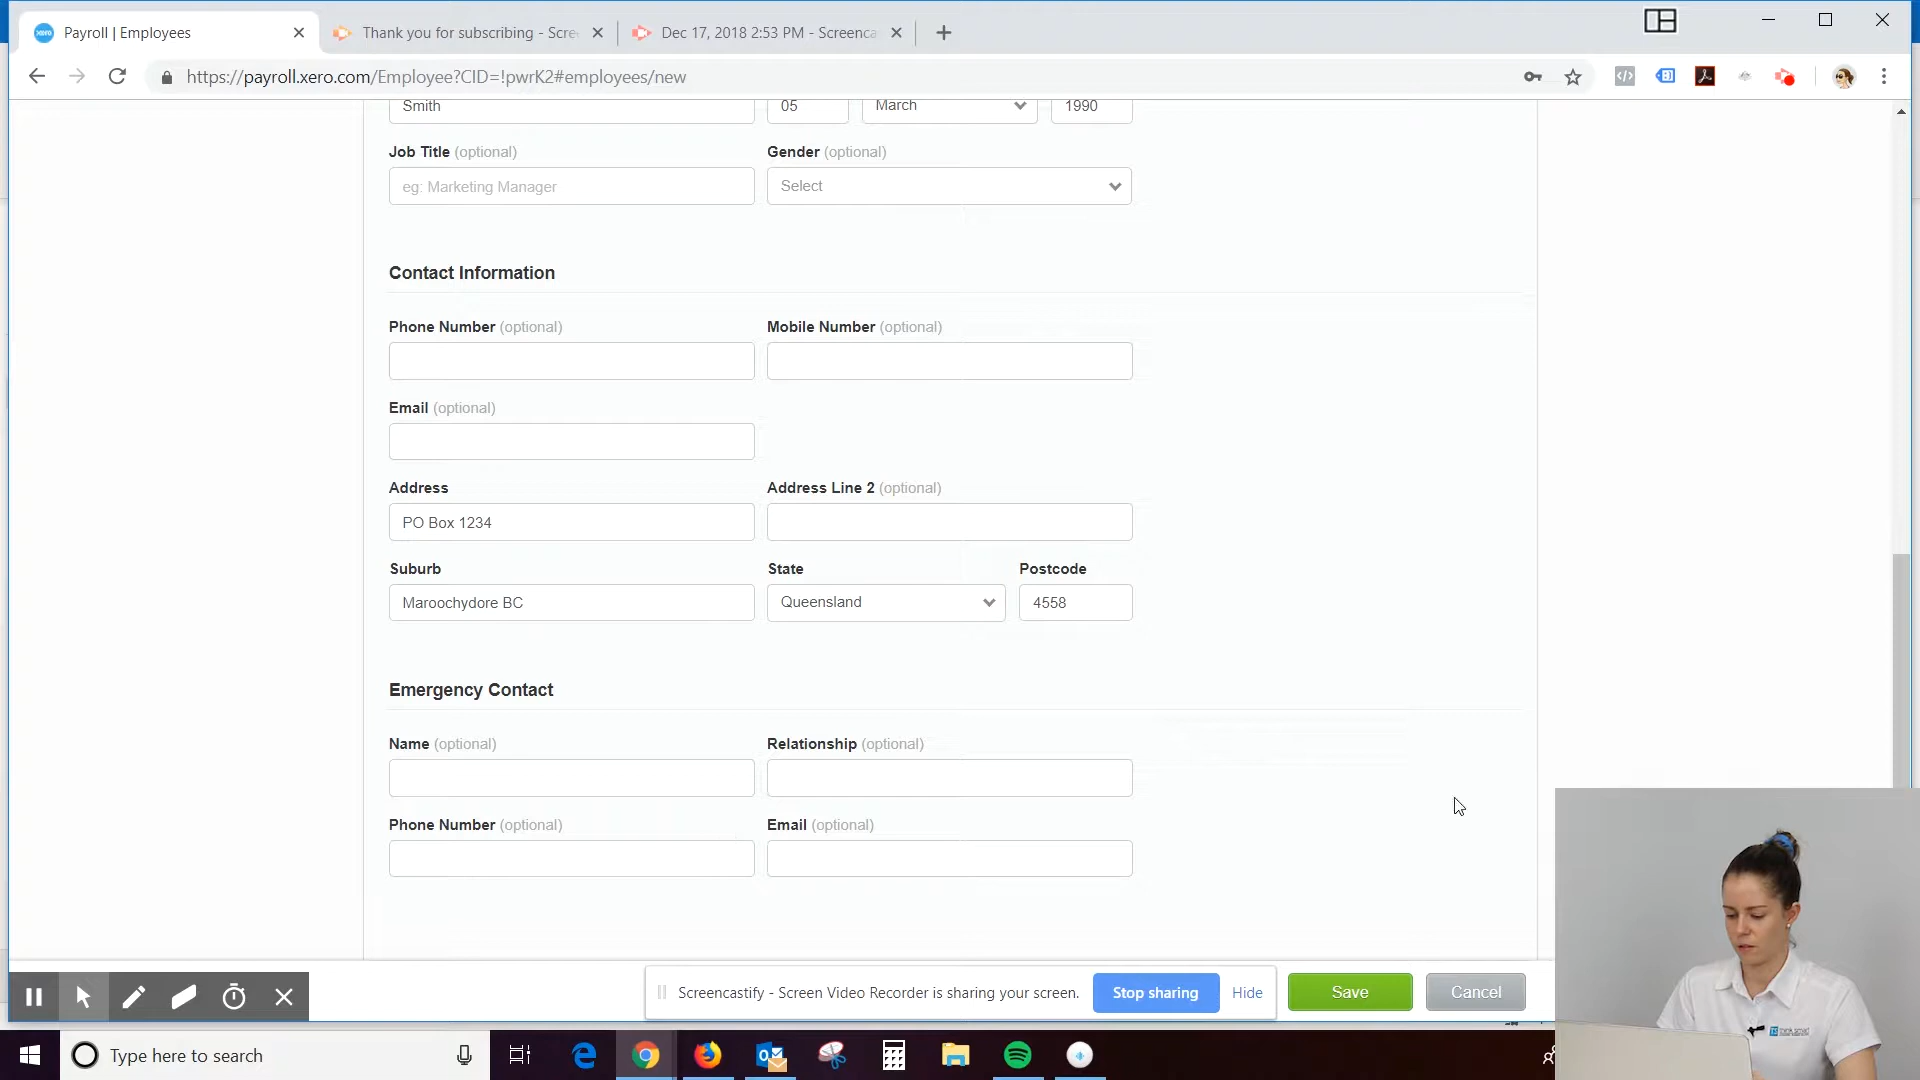 Payroll | Employees
Thank you for subscribing - Scre
Dec 17, 2018 2:53 PM - Screenca
https://payroll.xero.com/Employee?CID=!pwrK2#employees/new
Smith
05
March
1990
Job Title (optional)
Gender (optional)
eg: Marketing Manager
Select
Contact Information
Phone Number (optional)
Mobile Number (optional)
Email (optional)
Address
Address Line 2 (optional)
PO Box 1234
Suburb
State
Postcode
Maroochydore BC
Queensland
4558
Emergency Contact
Name (optional)
Relationship (optional)
Phone Number (optional)
Email (optional)
Screencastify - Screen Video Recorder is sharing your screen.
Stop sharing
Hide
Save
Cancel
Type here to search